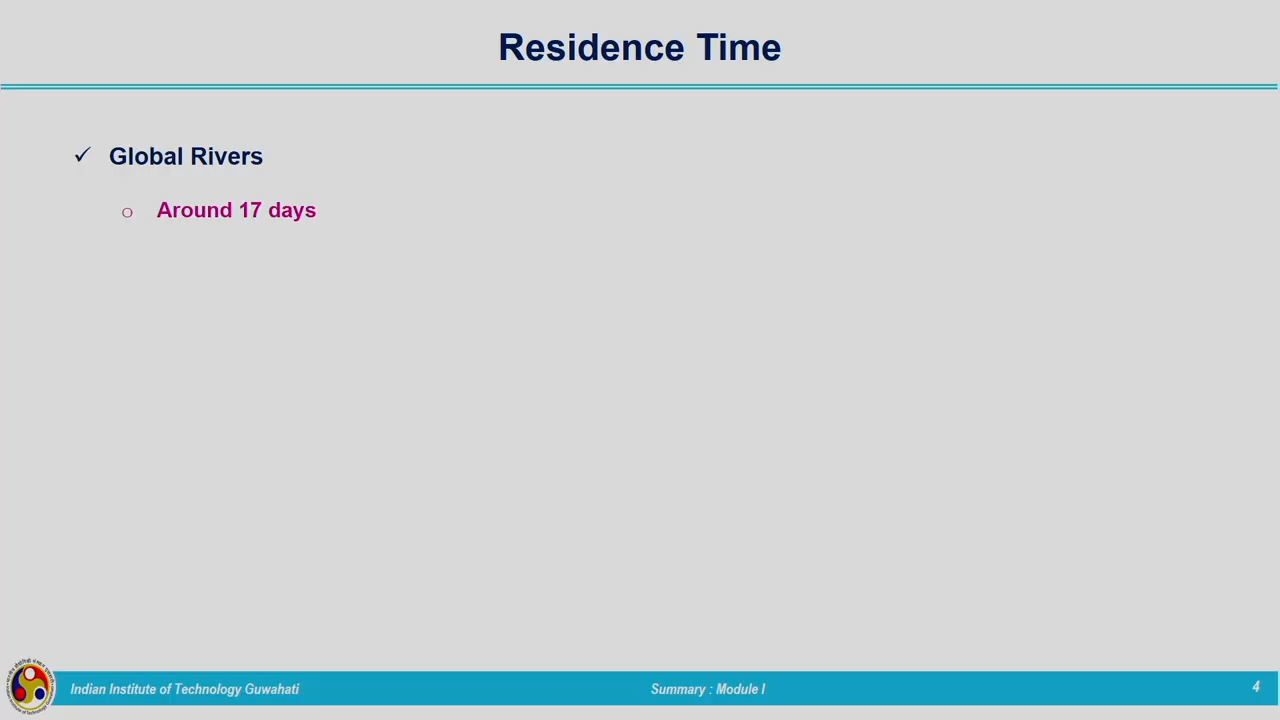 Residence Time
✓ Global Rivers
o Around 17 days
Indian Institute of Technology Guwahati
Summary : Module I
4